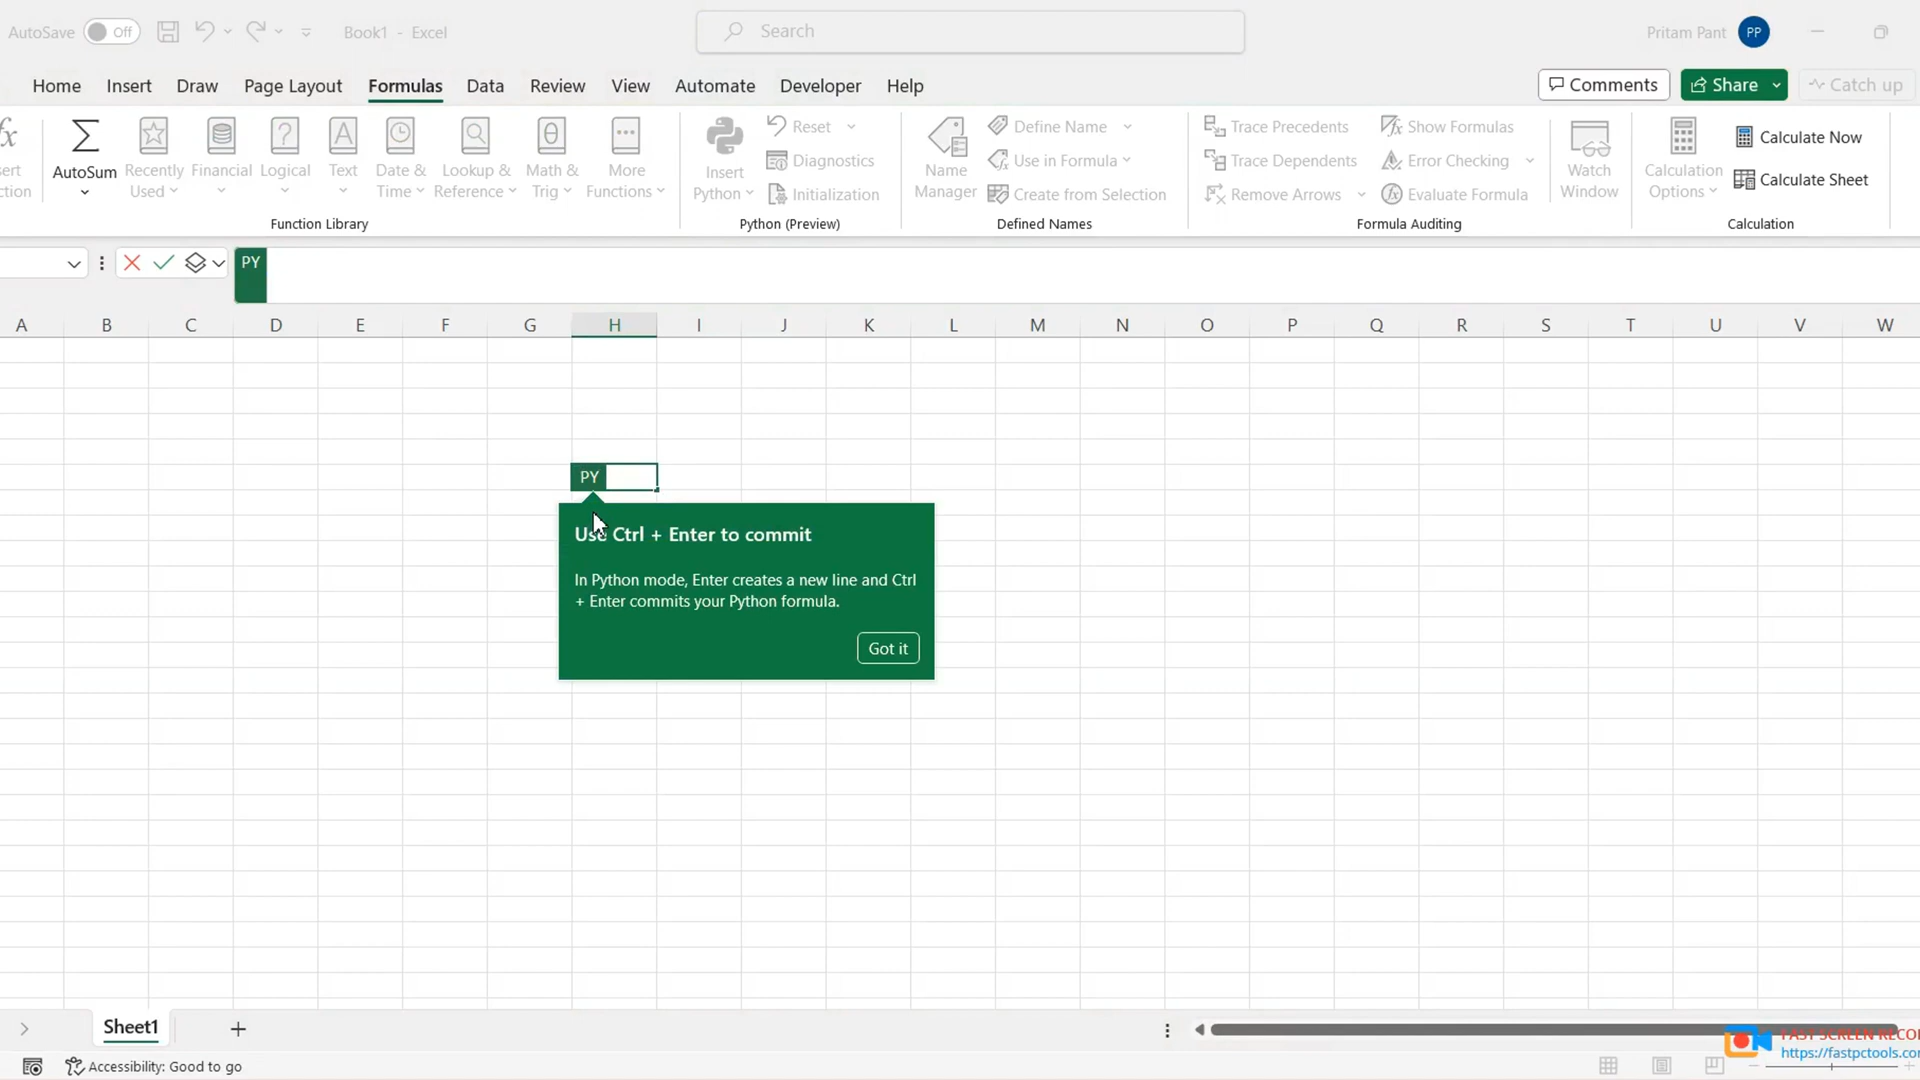 AutoSave Off Book1 - Excel Search Pritam Pant PP
Home Insert Draw Page Layout Formulas Data Review View Automate Developer Help Comments Share Catch up
AutoSum Recently Used Financial Logical Text Date & Time Lookup & Reference Math & Trig More Functions
Function Library
Insert Python Reset
Diagnostics
Initialization
Python (Preview)
Name Manager Define Name
Use in Formula
Create from Selection
Defined Names
Trace Precedents Show Formulas
Trace Dependents Error Checking
Remove Arrows Evaluate Formula
Watch Window
Formula Auditing
Calculation Options Calculate Now
Calculate Sheet
Calculation
PY
A B C D E F G H I J K L M N O P Q R S T U V W
PY
Use Ctrl + Enter to commit
In Python mode, Enter creates a new line and Ctrl
+ Enter commits your Python formula.
Got it
Sheet1
Accessibility: Good to go
FAST SCREEN RECO
https://fastpctools.co